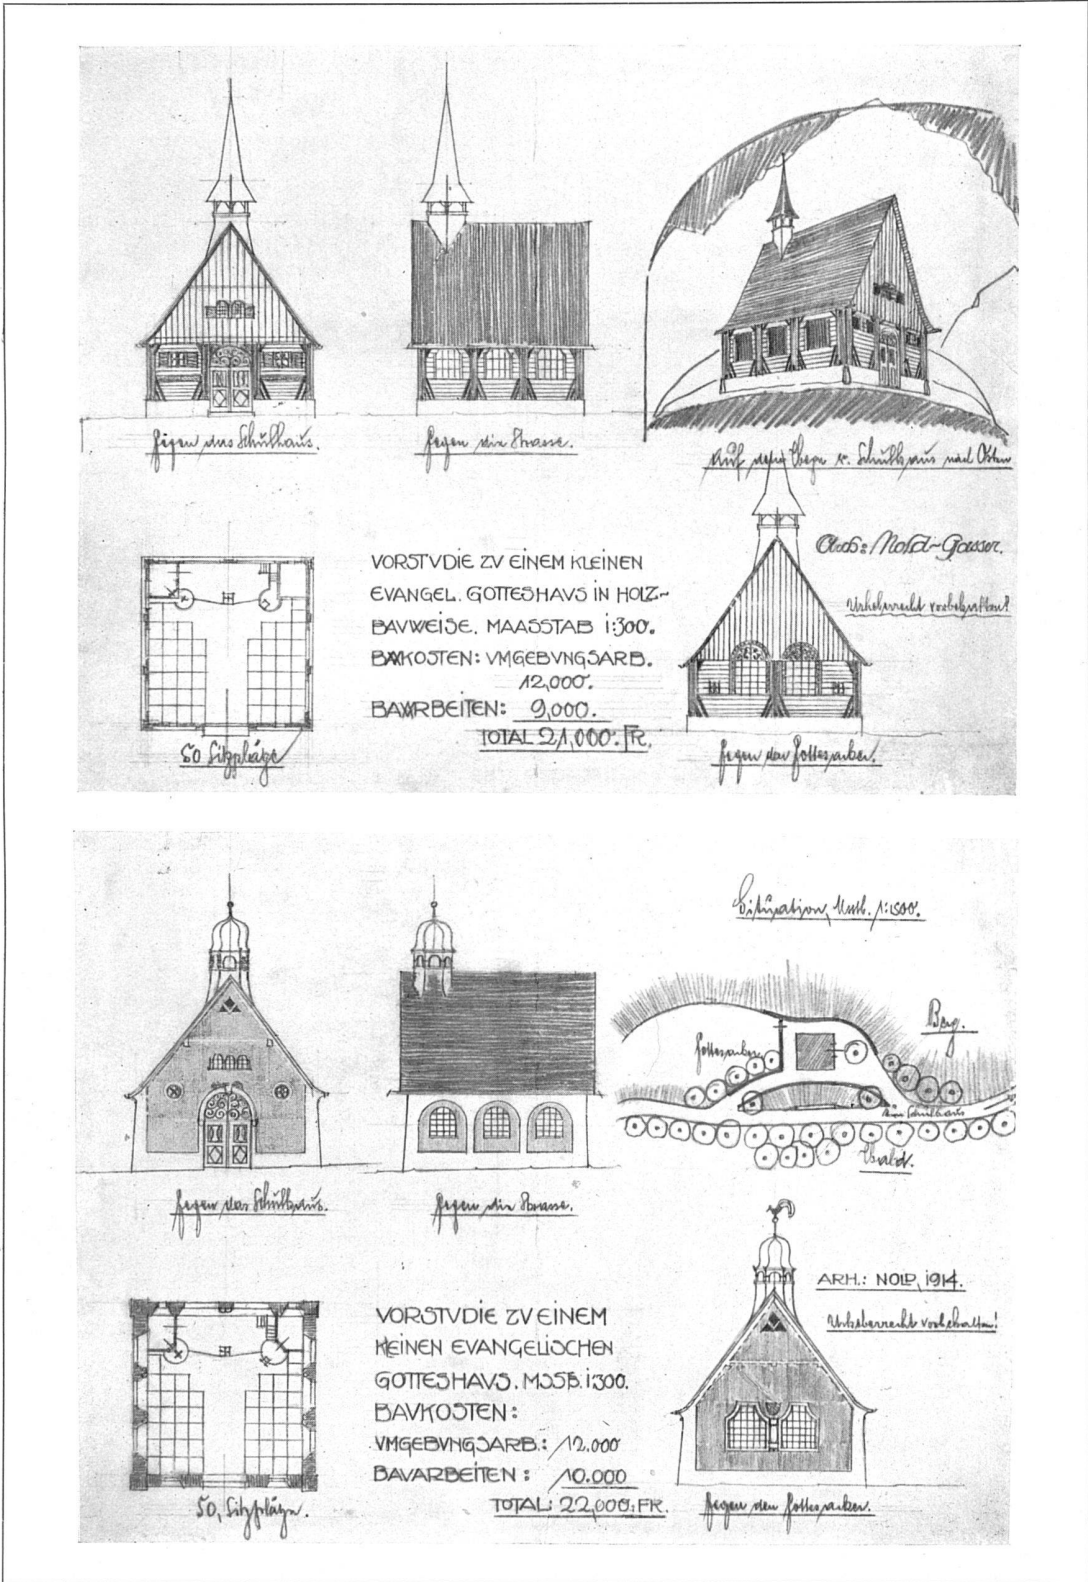 Gegen das Schulhaus.
Gegen die Strasse.
Auf dem Wege v. Schulhaus nach Osten
VORSTVDIE ZV EINEM KLEINEN
EVANGEL. GOTTESHAVS IN HOLZ~
BAVWEISE. MAASSTAB 1:300.
BAVKOSTEN: VMGEBVNGSARB.
12,000.
BAVARBEITEN: 9,000.
TOTAL 21,000. FR.
50 Sitzplätze
Arch: Nold-Gasser.
Urheberrecht vorbehalten!
Gegen den Gottesacker.
Situation, Msstb. 1:1500.
Berg.
Gottesacker
Schulhaus
Wald.
Gegen das Schulhaus.
Gegen die Strasse.
VORSTVDIE ZV EINEM
KLEINEN EVANGELISCHEN
GOTTESHAVS. MSSB. 1:300.
BAVKOSTEN:
VMGEBVNGSARB.: 12.000
BAVARBEITEN: 10.000
TOTAL: 22,000. FR.
50, Sitzplätze.
ARH.: NOLD, 1914.
Urheberrecht vorbehalten!
Gegen den Gottesacker.